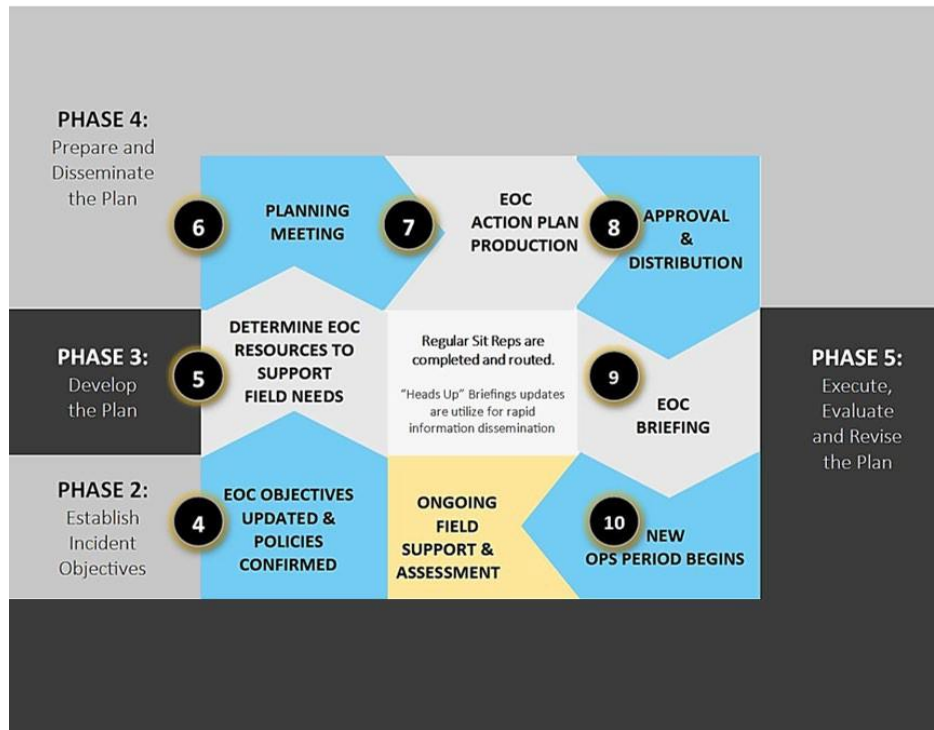 PHASE 4:
Prepare and
Disseminate
the Plan
6
PLANNING
MEETING
7
EOC
ACTION PLAN
PRODUCTION
8
APPROVAL
&
DISTRIBUTION
PHASE 3:
Develop
the Plan
5
DETERMINE EOC
RESOURCES TO
SUPPORT
FIELD NEEDS
Regular Sit Reps are
completed and routed.
“Heads Up” Briefings updates
are utilize for rapid
information dissemination
9
EOC
BRIEFING
PHASE 5:
Execute,
Evaluate
and Revise
the Plan
PHASE 2:
Establish
Incident
Objectives
4
EOC OBJECTIVES
UPDATED &
POLICIES
CONFIRMED
ONGOING
FIELD
SUPPORT &
ASSESSMENT
10
NEW
OPS PERIOD BEGINS